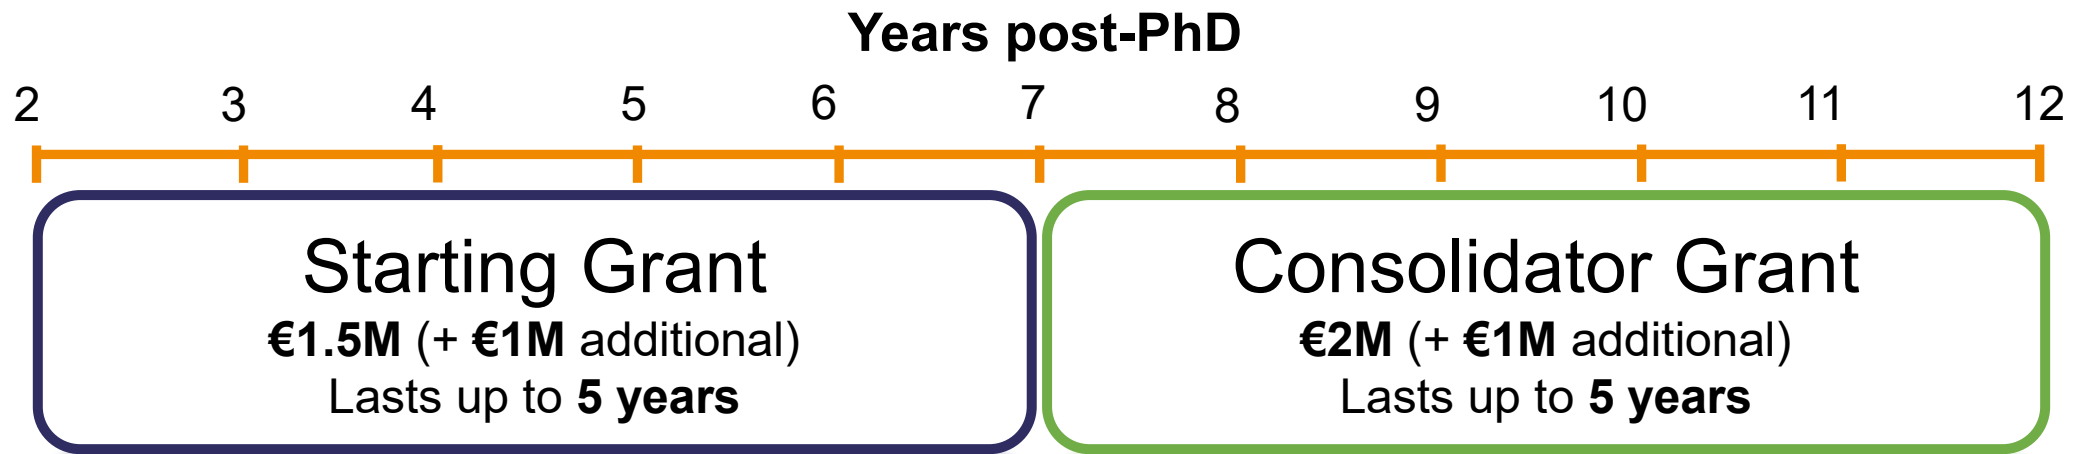 Years post-PhD
2 3 4 5 6 7 8 9 10 11 12
Starting Grant
€1.5M (+ €1M additional)
Lasts up to 5 years
Consolidator Grant
€2M (+ €1M additional)
Lasts up to 5 years